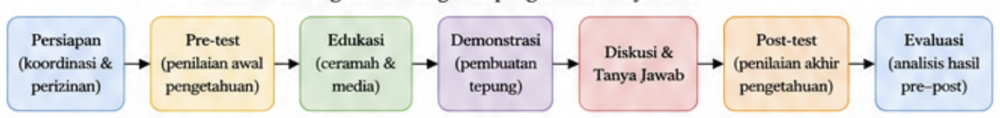 Persiapan
(koordinasi &
perizinan)
Pre-test
(penilaian awal
pengetahuan)
Edukasi
(ceramah &
media)
Demonstrasi
(pembuatan
tepung)
Diskusi &
Tanya Jawab
Post-test
(penilaian akhir
pengetahuan)
Evaluasi
(analisis hasil
pre–post)